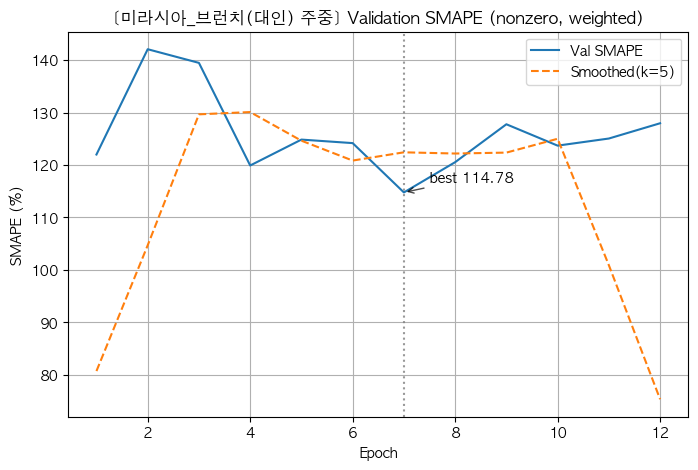 [미라시아_브런치(대인) 주중] Validation SMAPE (nonzero, weighted)
Val SMAPE
Smoothed(k=5)
best 114.78
SMAPE (%)
140
130
120
110
100
90
80
2
4
6
8
10
12
Epoch